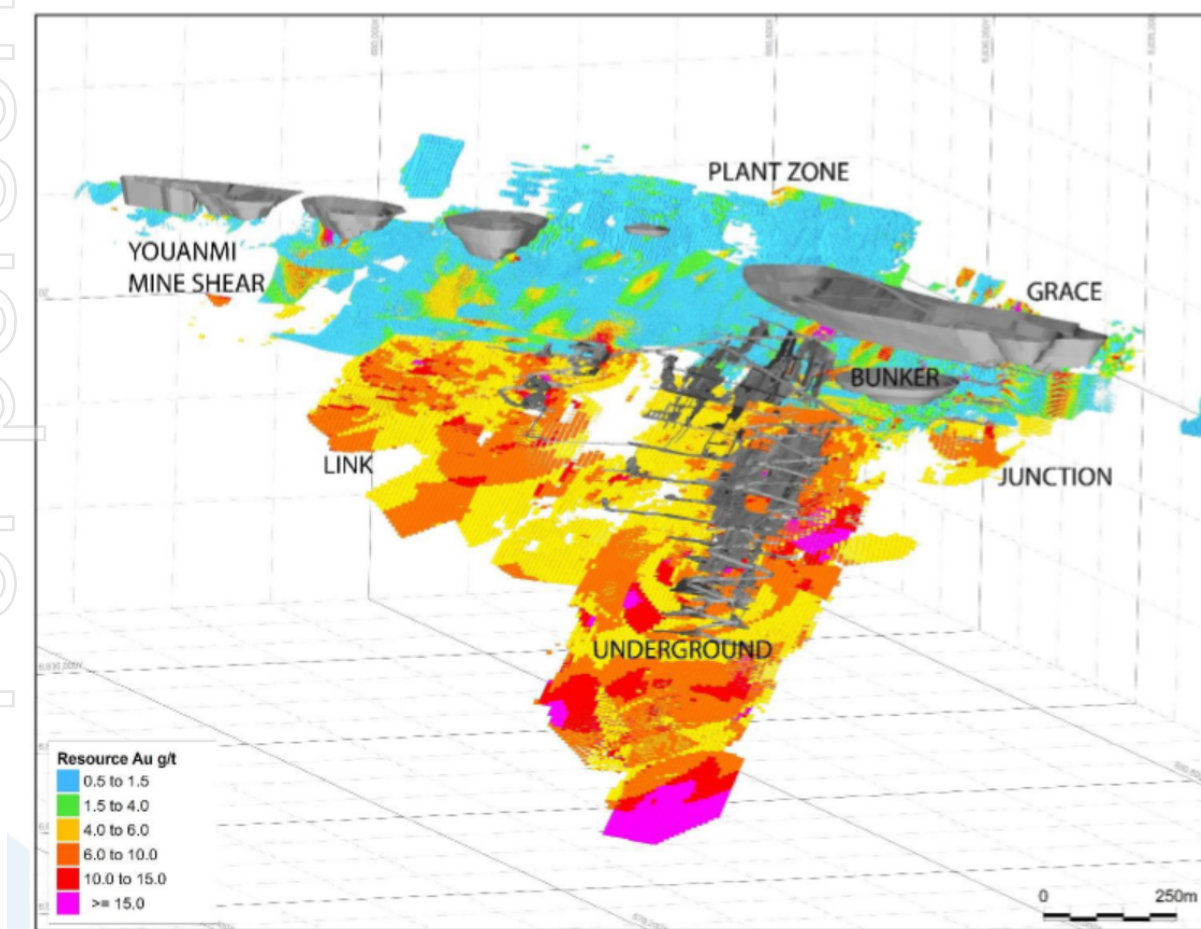 PLANT ZONE
YOUANMI
MINE SHEAR
GRACE
BUNKER
LINK
JUNCTION
UNDERGROUND
Resource Au g/t
0.5 to 1.5
1.5 to 4.0
4.0 to 6.0
6.0 to 10.0
10.0 to 15.0
>= 15.0
0 250m